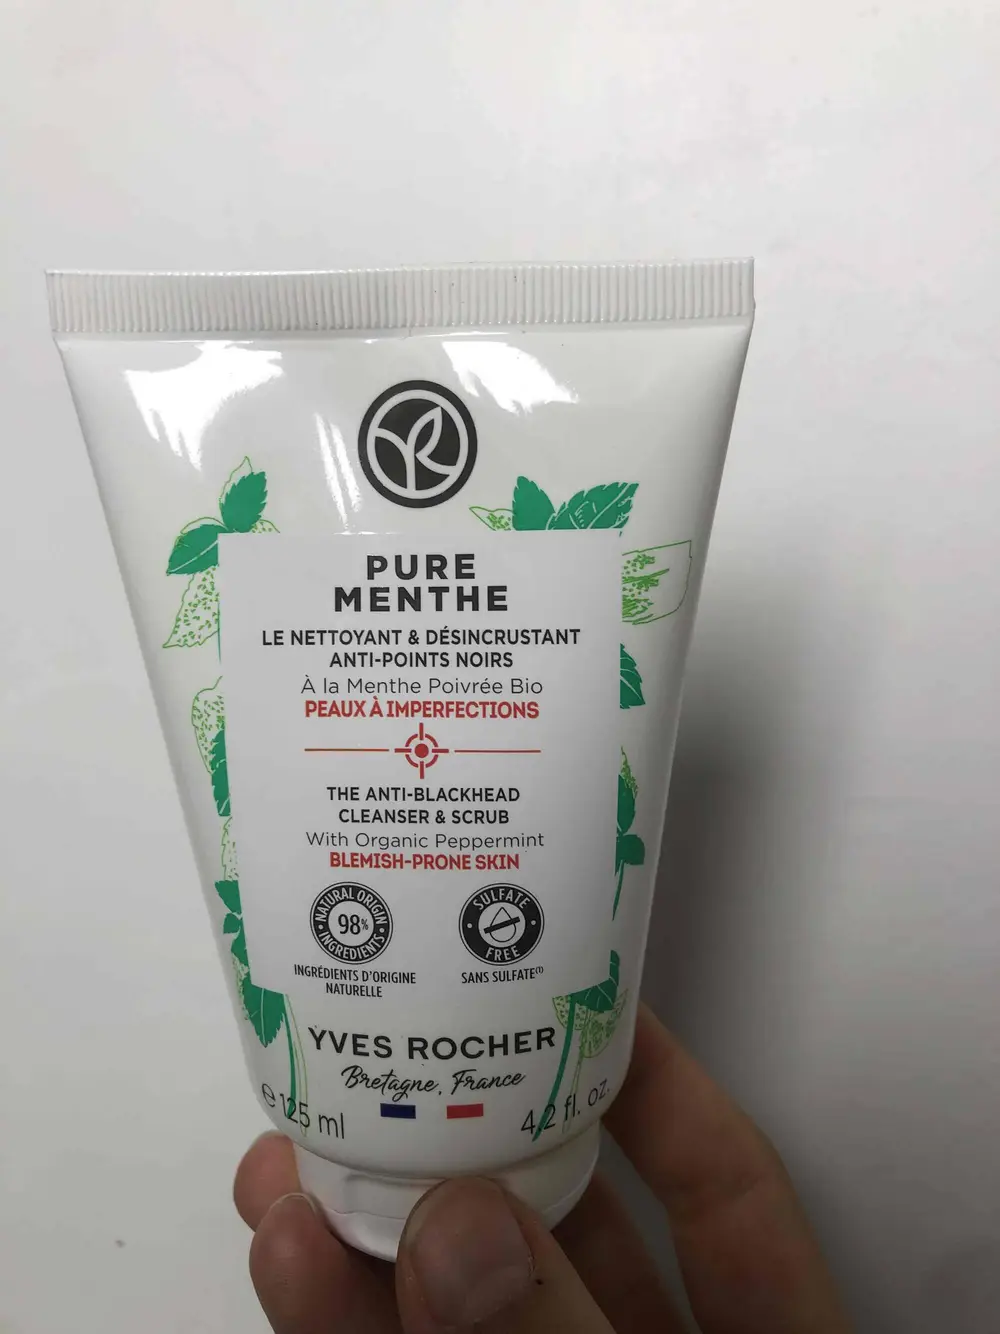 PURE
MENTHE
LE NETTOYANT & DÉSINCRUSTANT
ANTI-POINTS NOIRS
À la Menthe Poivrée Bio
PEAUX À IMPERFECTIONS
THE ANTI-BLACKHEAD
CLEANSER & SCRUB
With Organic Peppermint
BLEMISH-PRONE SKIN
NATURAL ORIGIN
98%
INGREDIENTS
INGRÉDIENTS D'ORIGINE
NATURELLE
SULFATE
FREE
SANS SULFATE(1)
YVES ROCHER
Bretagne, France
℮ 125 ml
4,2 fl. oz.